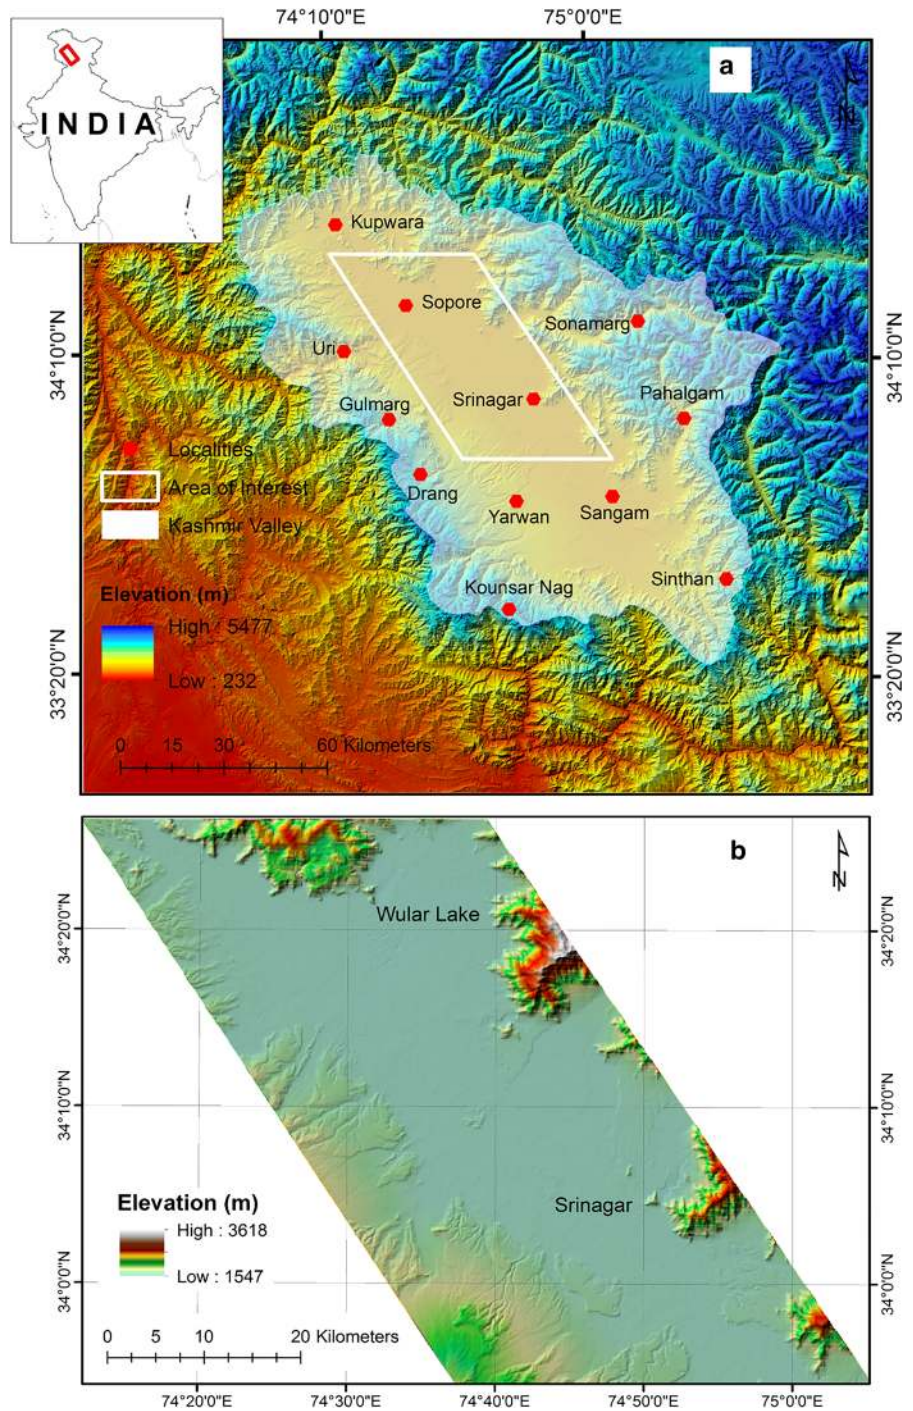 74°10'0"E 75°0'0"E
INDIA
a
N
Kupwara
Sopore
Sonamarg
Uri
34°10'0"N
34°10'0"N
Srinagar
Pahalgam
Gulmarg
Localities
Drang
Area of Interest
Yarwan
Sangam
Kashmir Valley
Sinthan
Kounsar Nag
Elevation (m)
High : 5477
Low : 232
33°20'0"N
33°20'0"N
0 15 30 60 Kilometers
b
N
Wular Lake
34°20'0"N
34°20'0"N
34°10'0"N
34°10'0"N
Elevation (m)
Srinagar
High : 3618
Low : 1547
34°0'0"N
34°0'0"N
0 5 10 20 Kilometers
74°20'0"E 74°30'0"E 74°40'0"E 74°50'0"E 75°0'0"E